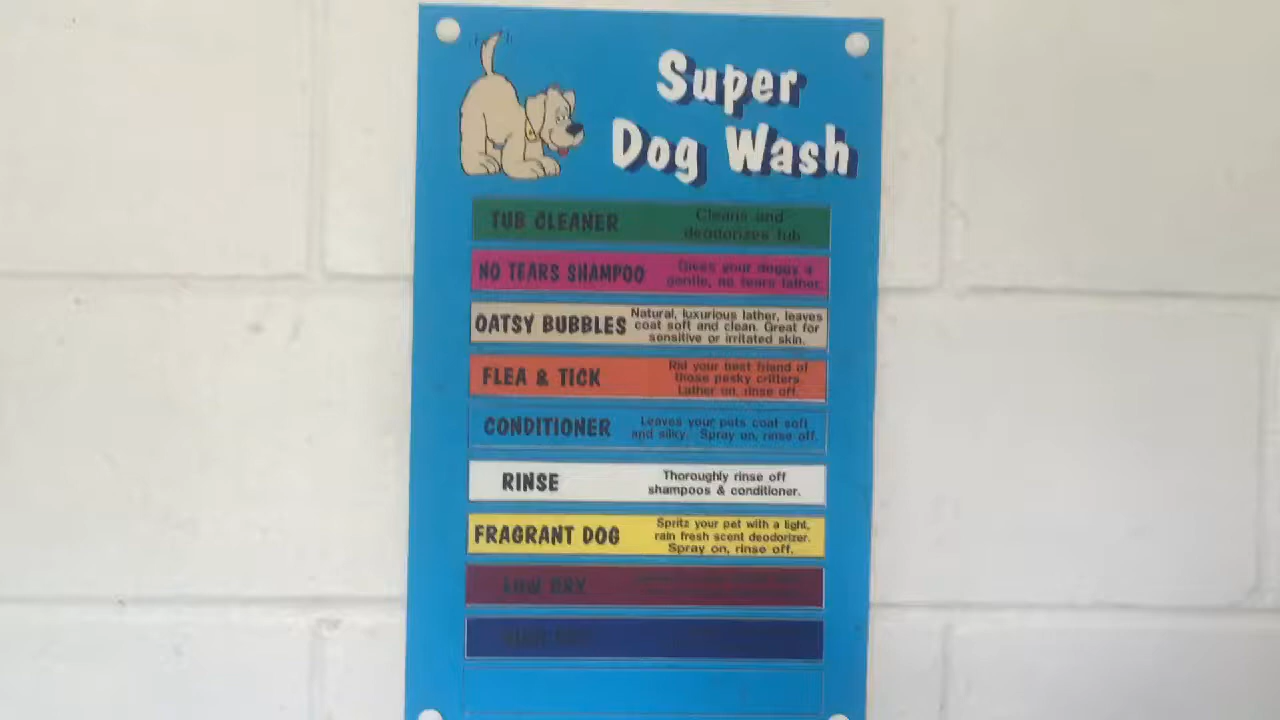 Super
Dog Wash
TUB CLEANER
Cleans and
deodorizes tub
NO TEARS SHAMPOO
Gives your doggy a
gentle, no tears lather.
OATSY BUBBLES
Natural, luxurious lather, leaves
coat soft and clean. Great for
sensitive or irritated skin.
FLEA & TICK
Rid your best friend of
those pesky critters.
Lather on, rinse off.
CONDITIONER
Leaves your pets coat soft
and silky. Spray on, rinse off.
RINSE
Thoroughly rinse off
shampoos & conditioner.
FRAGRANT DOG
Spritz your pet with a light,
rain fresh scent deodorizer.
Spray on, rinse off.
LOW DRY